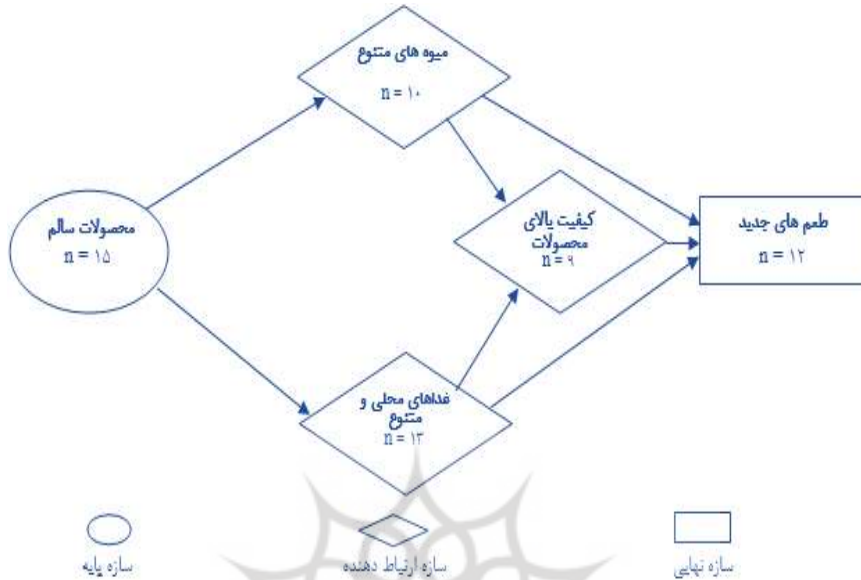 میوه های متنوع
n = ۱۰
محصولات سالم
n = ۱۵
کیفیت بالای
محصولات
n = ۹
طعم های جدید
n = ۱۲
غذاهای محلی و
متنوع
n = ۱۳
سازه پایه
سازه ارتباط دهنده
سازه نهایی